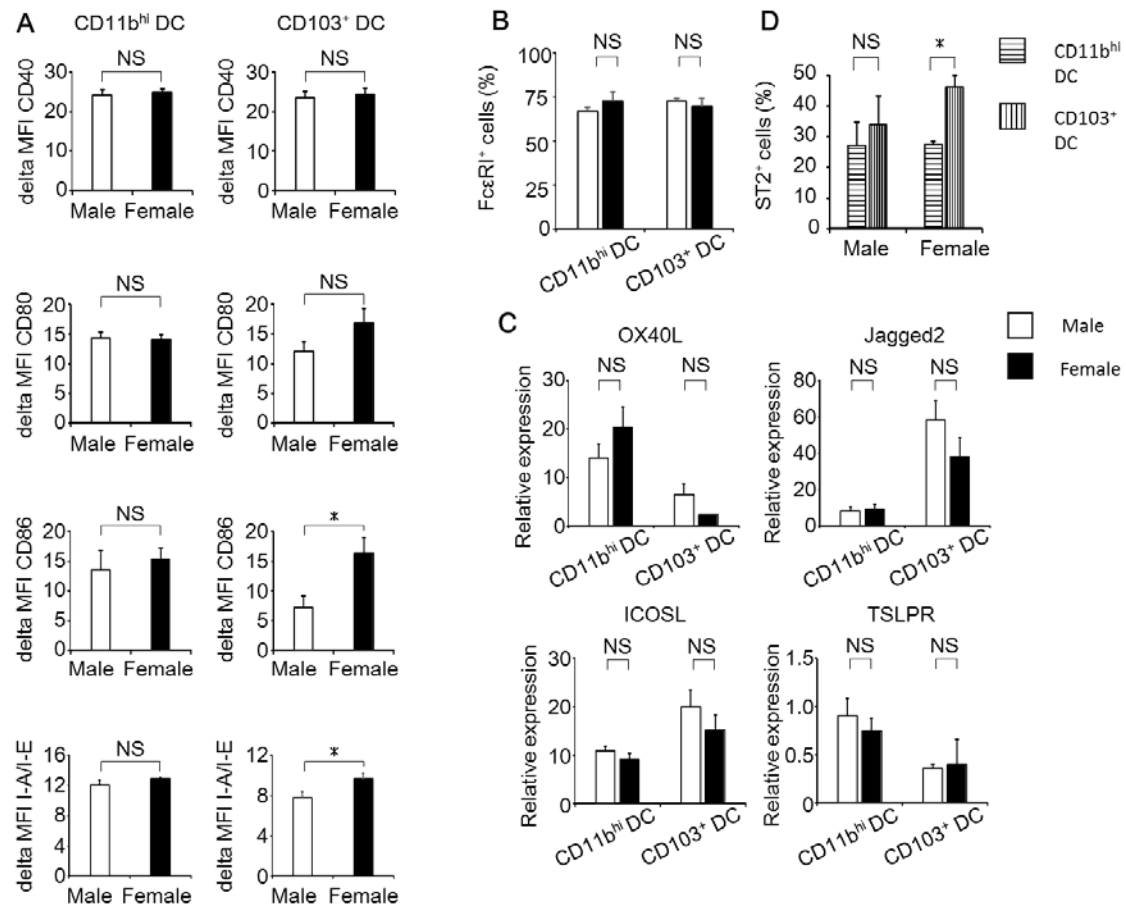 A
CD11b^hi DC
CD103⁺ DC
delta MFI CD40
30
20
10
0
NS
Male Female
delta MFI CD40
30
20
10
0
NS
Male Female
delta MFI CD80
20
15
10
5
0
NS
Male Female
delta MFI CD80
20
15
10
5
0
NS
Male Female
delta MFI CD86
20
15
10
5
0
NS
Male Female
delta MFI CD86
20
15
10
5
0
*
Male Female
delta MFI I-A/I-E
16
12
8
4
0
NS
Male Female
delta MFI I-A/I-E
12
8
4
0
*
Male Female
B
FcεRI⁺ cells (%)
100
75
50
25
0
NS
NS
CD11b^hi DC
CD103⁺ DC
D
ST2⁺ cells (%)
50
40
30
20
10
0
NS
*
Male
Female
CD11b^hi
DC
CD103⁺
DC
C
OX40L
Relative expression
30
20
10
0
NS
NS
CD11b^hi DC
CD103⁺ DC
Jagged2
Relative expression
80
60
40
20
0
NS
NS
CD11b^hi DC
CD103⁺ DC
Male
Female
ICOSL
Relative expression
30
20
10
0
NS
NS
CD11b^hi DC
CD103⁺ DC
TSLPR
Relative expression
1.5
1.0
0.5
0
NS
NS
CD11b^hi DC
CD103⁺ DC